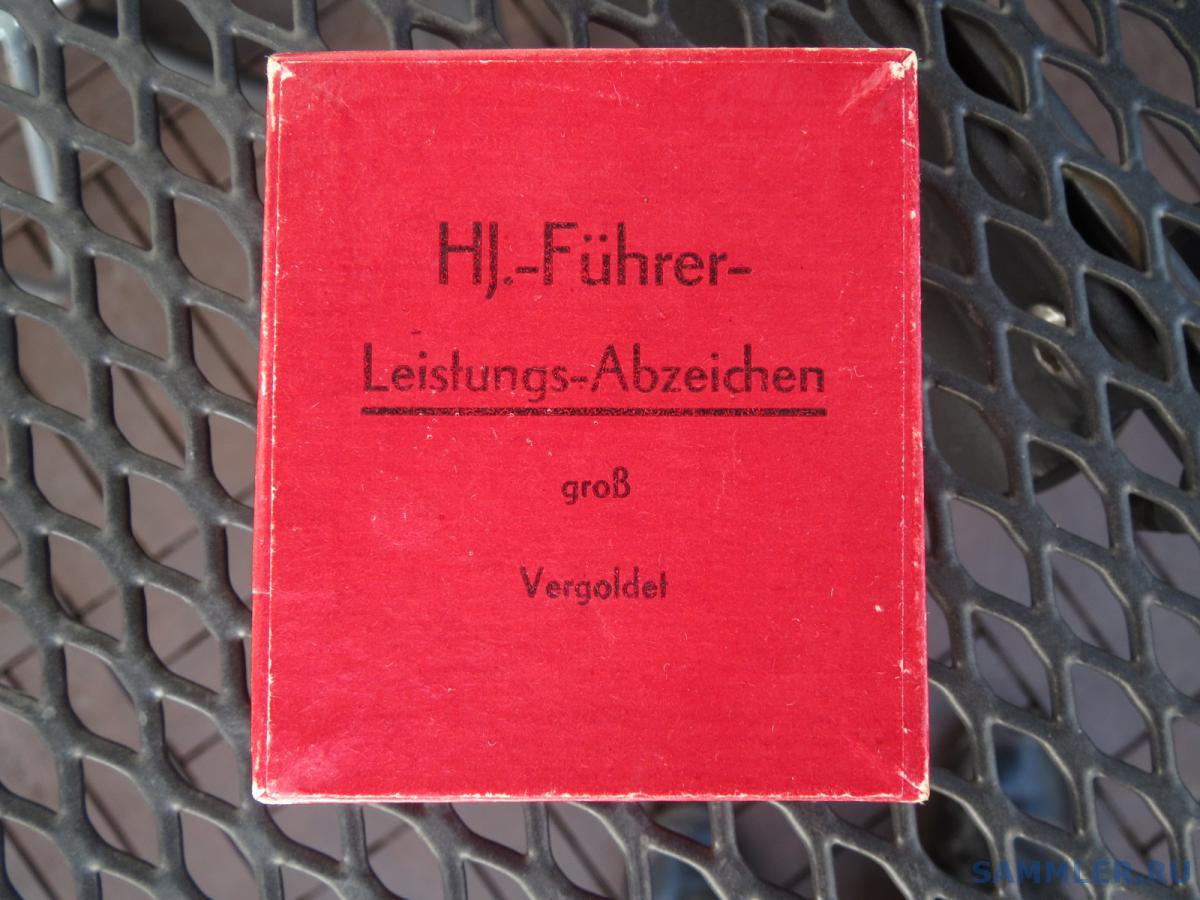 HJ.-Führer-
Leistungs-Abzeichen
groß
Vergoldet
SAMMLER.RU